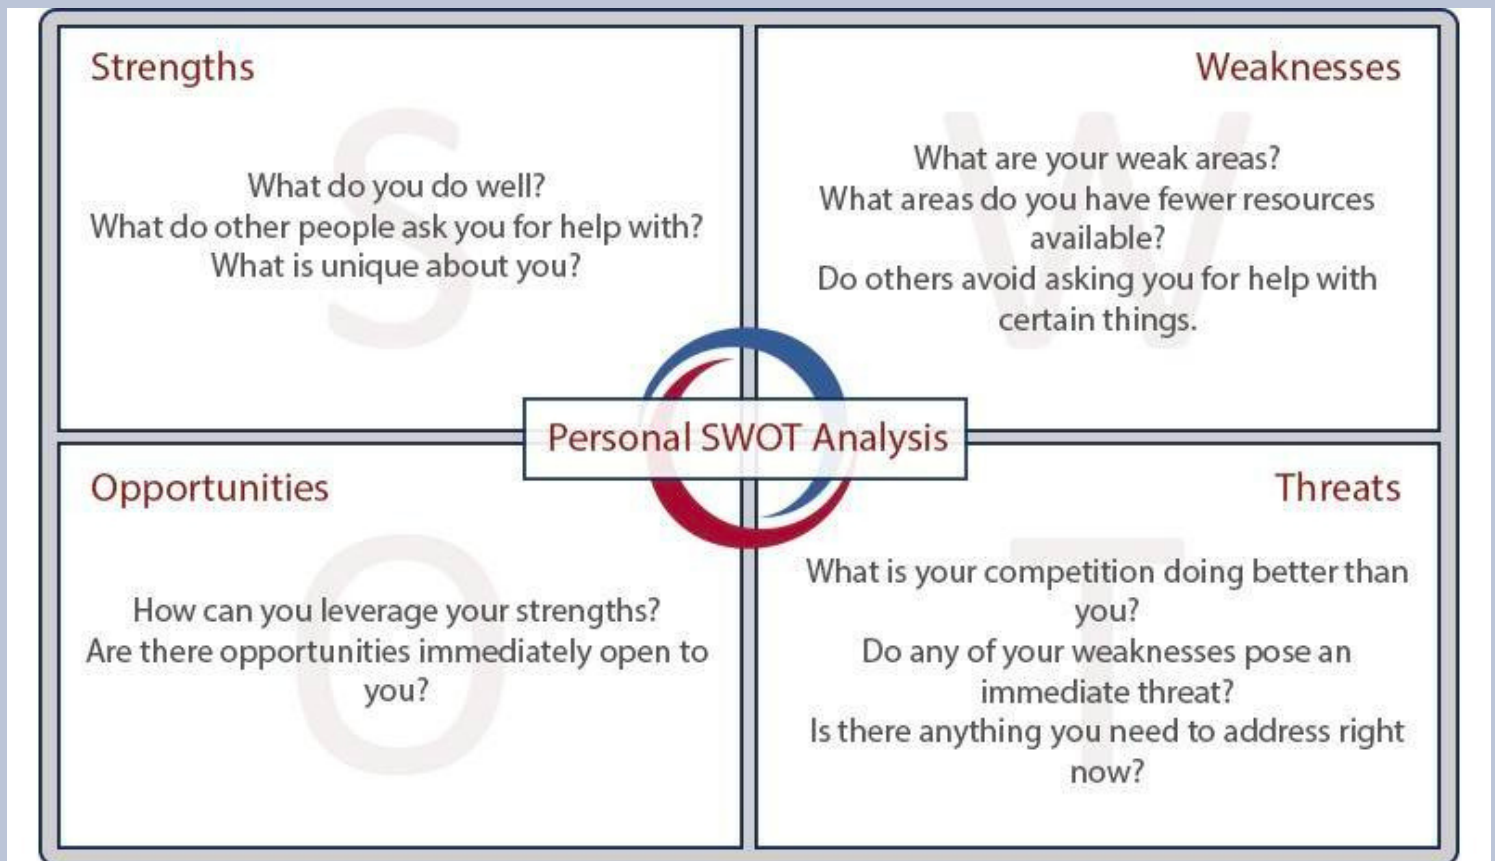 Strengths
What do you do well?
What do other people ask you for help with?
What is unique about you?
Weaknesses
What are your weak areas?
What areas do you have fewer resources
available?
Do others avoid asking you for help with
certain things.
Personal SWOT Analysis
Opportunities
How can you leverage your strengths?
Are there opportunities immediately open to
you?
Threats
What is your competition doing better than
you?
Do any of your weaknesses pose an
immediate threat?
Is there anything you need to address right
now?
S
W
O
T